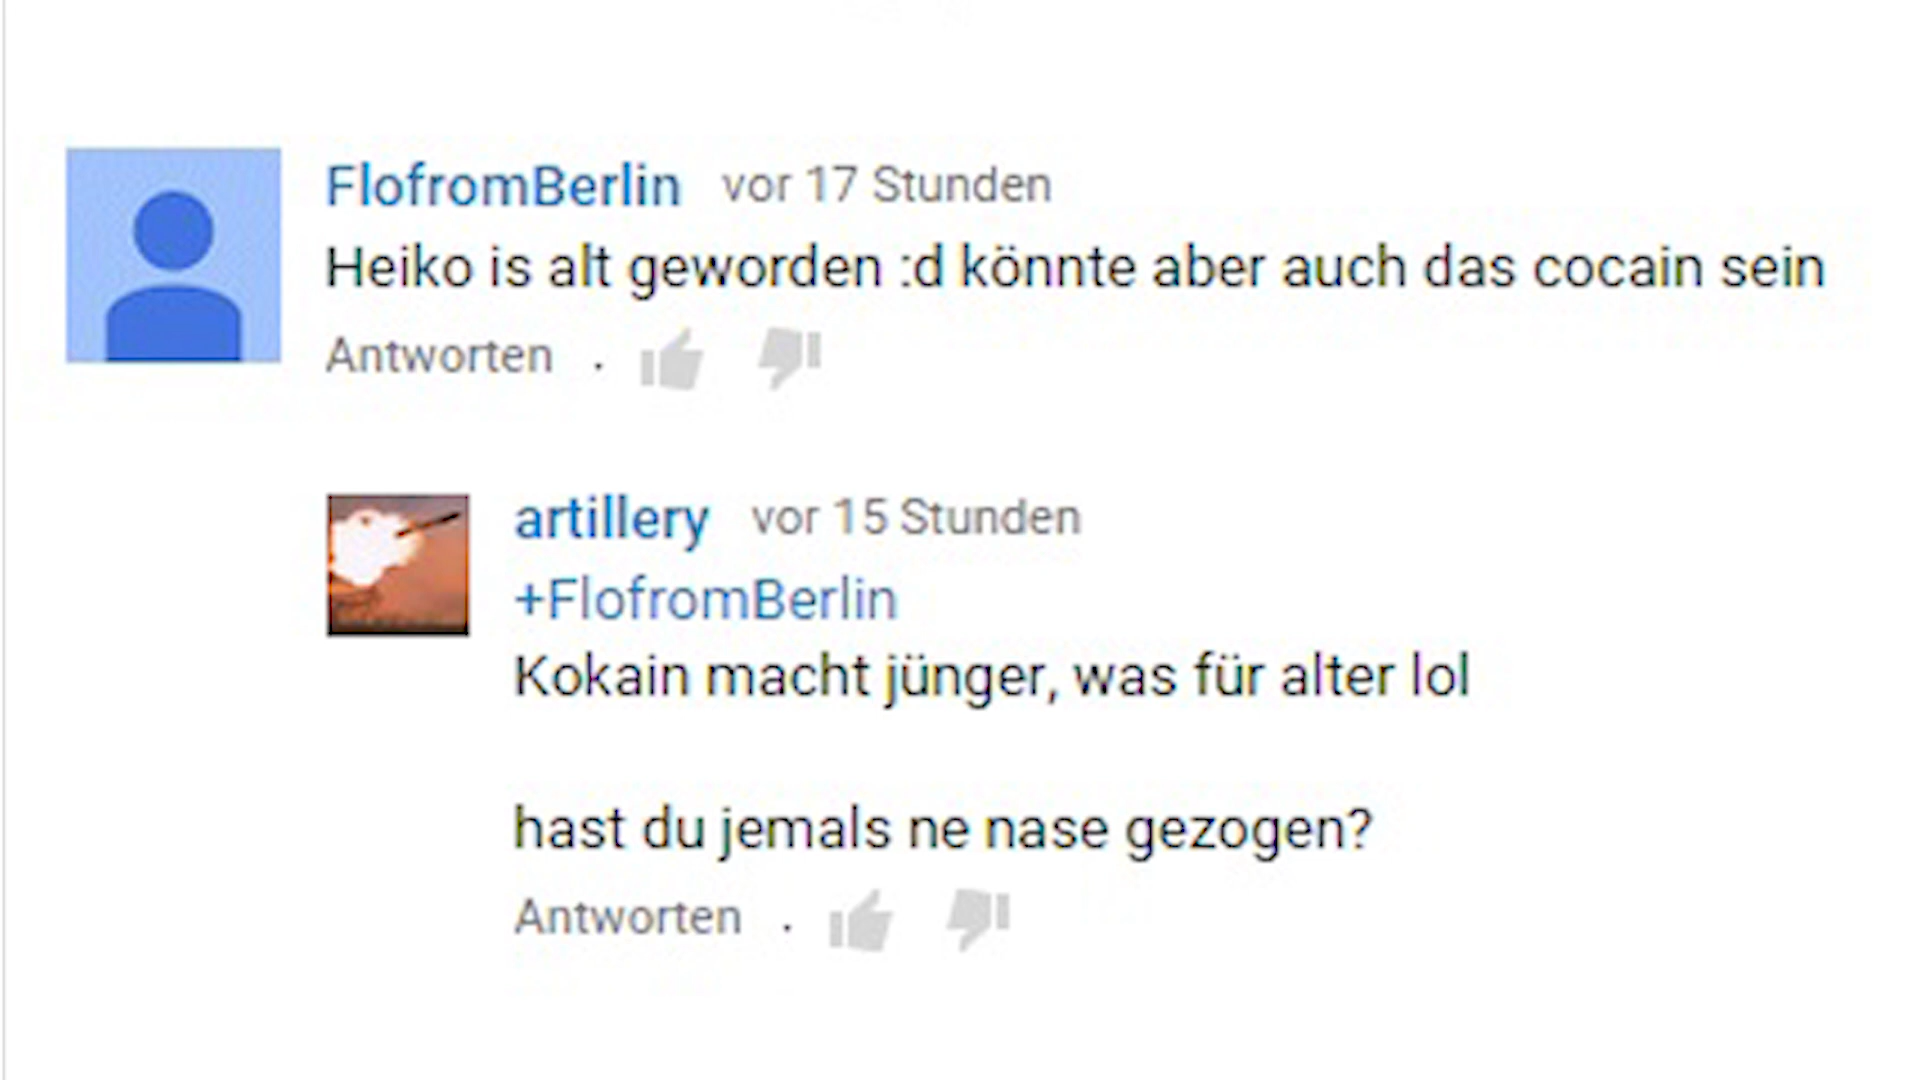 FlofromBerlin vor 17 Stunden
Heiko is alt geworden :d könnte aber auch das cocain sein
Antworten .
artillery vor 15 Stunden
+FlofromBerlin
Kokain macht jünger, was für alter lol
hast du jemals ne nase gezogen?
Antworten .